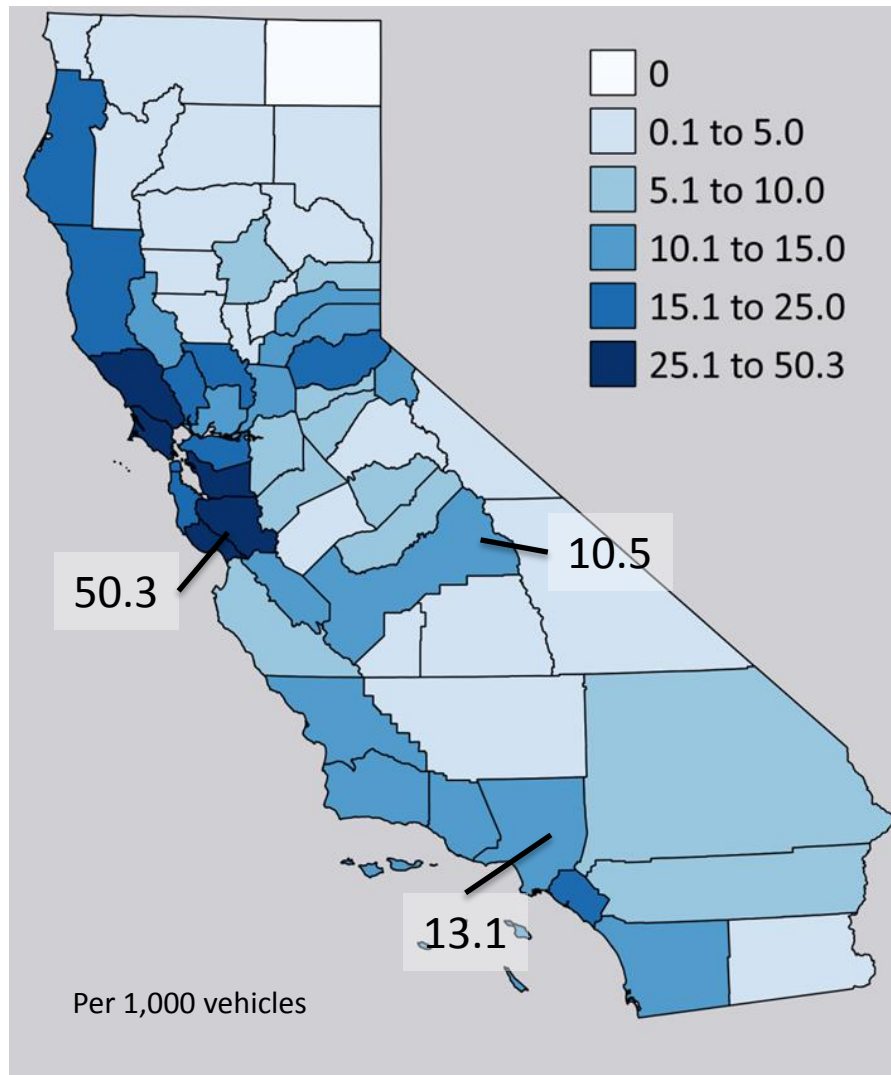 0
0.1 to 5.0
5.1 to 10.0
10.1 to 15.0
15.1 to 25.0
25.1 to 50.3
10.5
50.3
13.1
Per 1,000 vehicles